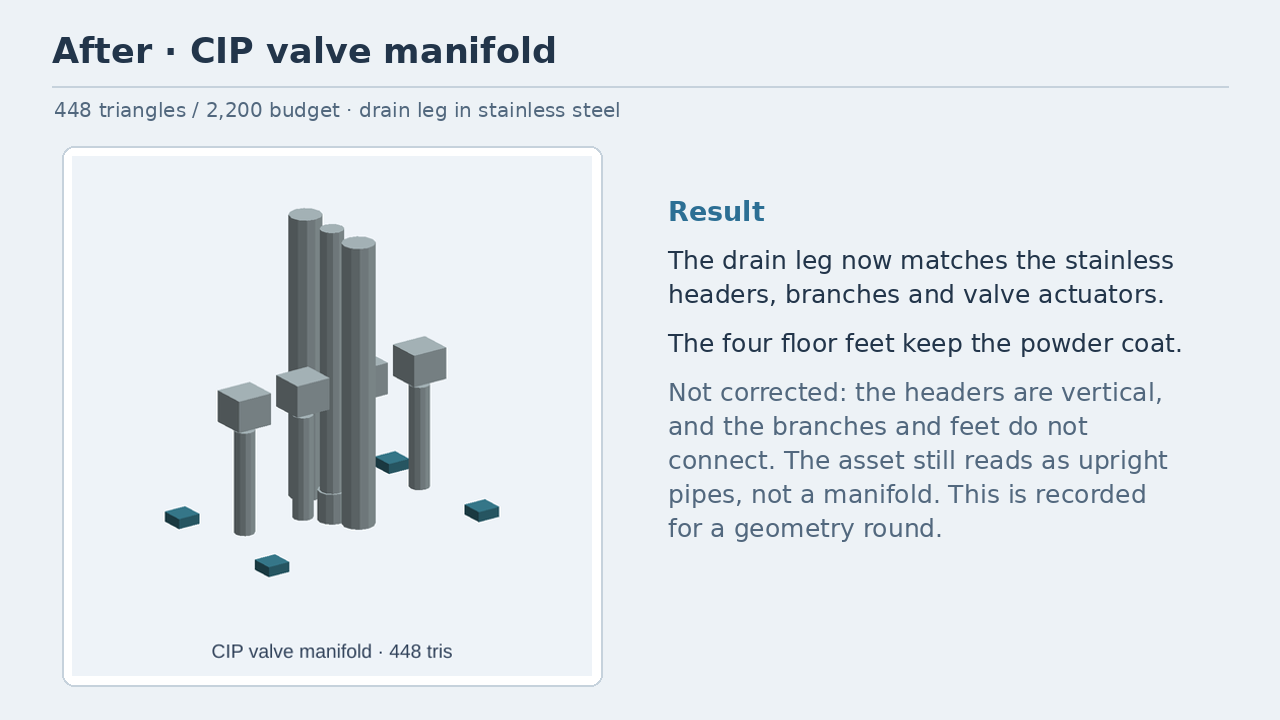 After · CIP valve manifold
448 triangles / 2,200 budget · drain leg in stainless steel
Result
The drain leg now matches the stainless
headers, branches and valve actuators.
The four floor feet keep the powder coat.
Not corrected: the headers are vertical,
and the branches and feet do not
connect. The asset still reads as upright
pipes, not a manifold. This is recorded
for a geometry round.
CIP valve manifold · 448 tris